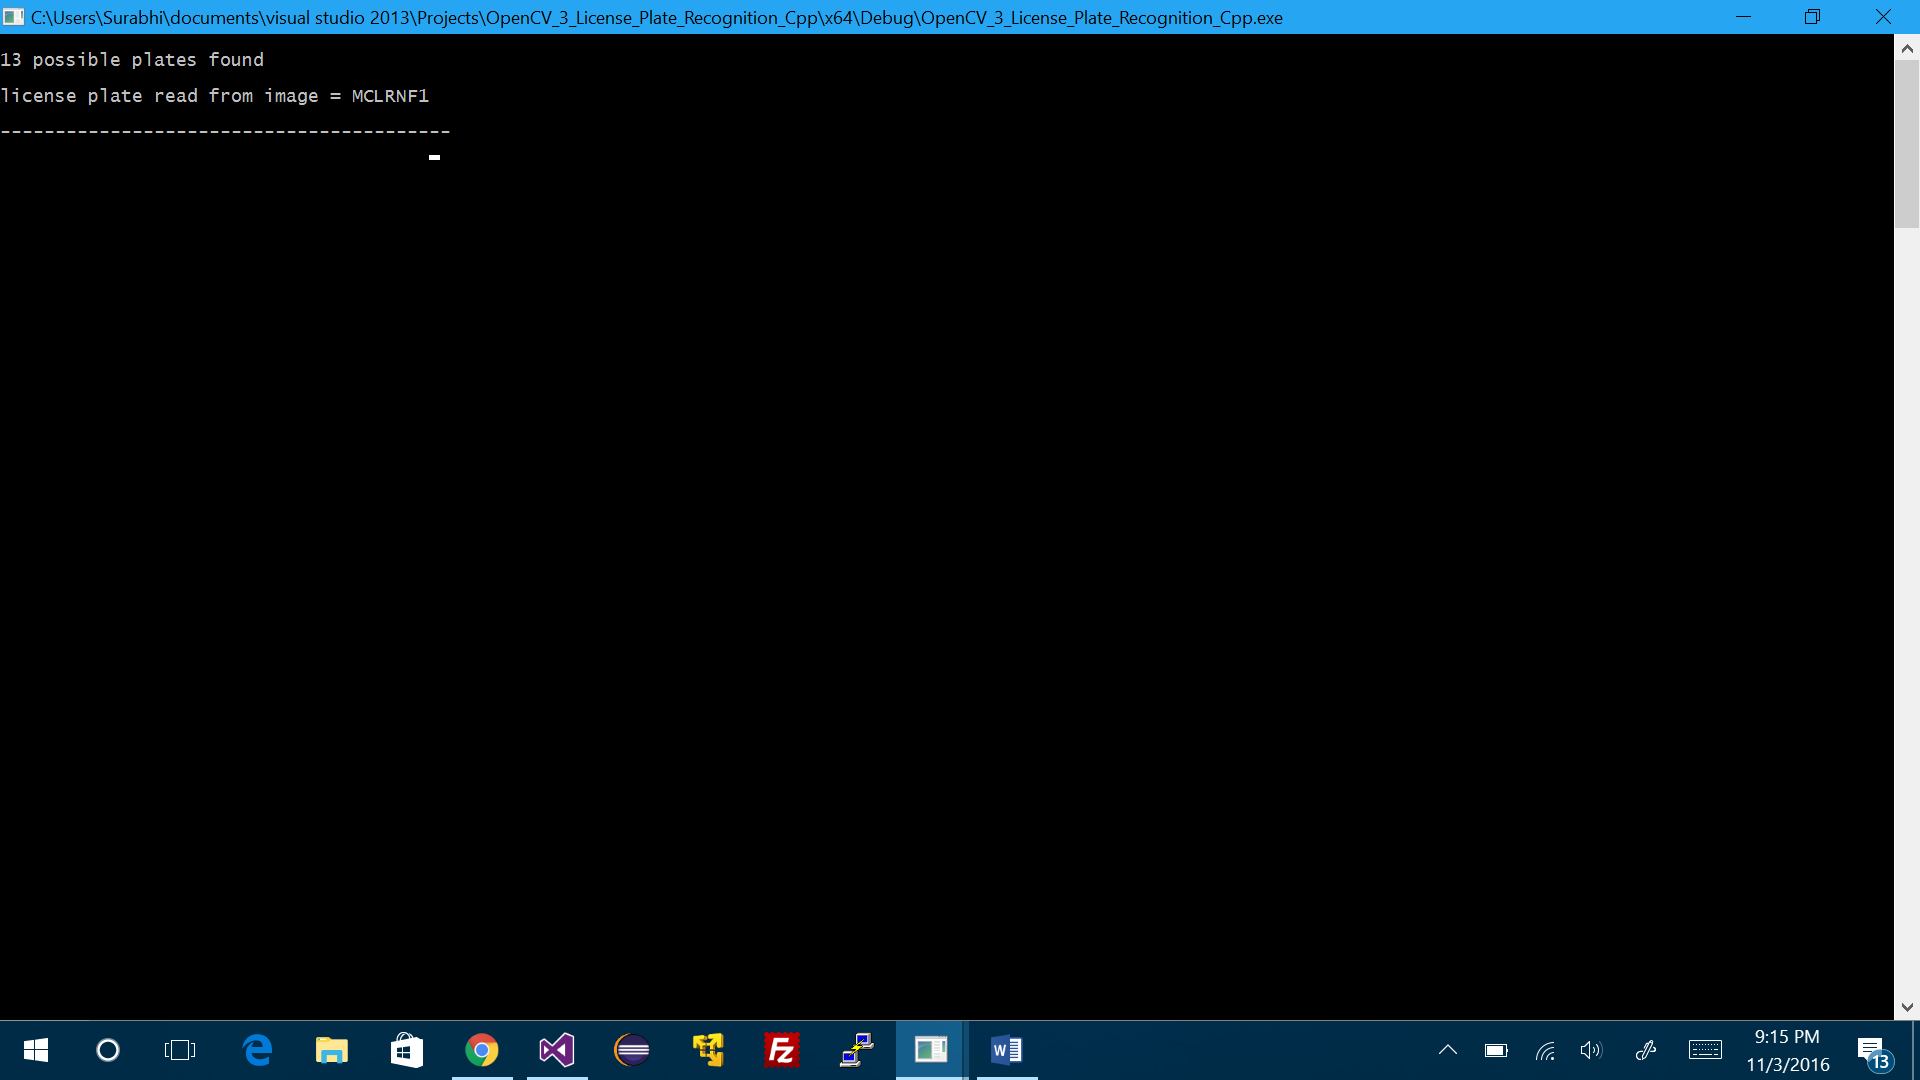 C:\Users\Surabhi\documents\visual studio 2013\Projects\OpenCV_3_License_Plate_Recognition_Cpp\x64\Debug\OpenCV_3_License_Plate_Recognition_Cpp.exe
13 possible plates found
license plate read from image = MCLRNF1
-----------------------------------------
9:15 PM
11/3/2016
13